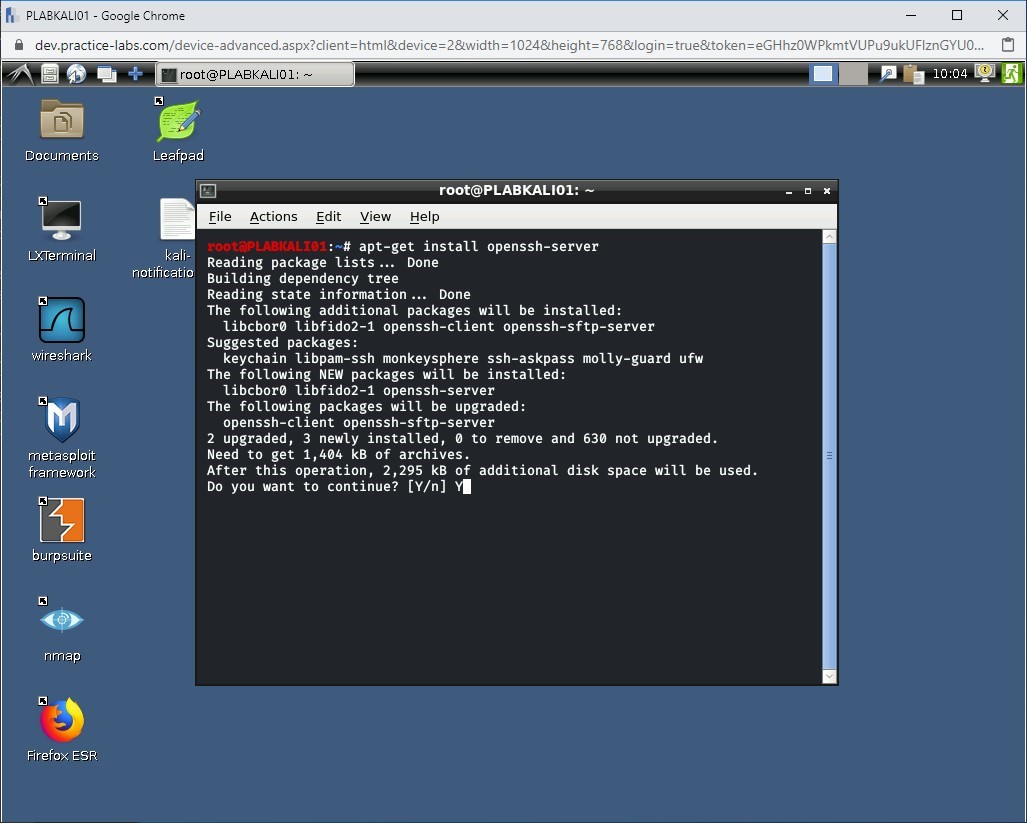 PLABKALI01 - Google Chrome
dev.practice-labs.com/device-advanced.aspx?client=html&device=2&width=1024&height=768&login=true&token=eGHhz0WPkmtVUPu9ukUFlznGYU0...
root@PLABKALI01: ~
10:04
Documents
Leafpad
LXTerminal
kali-
notificatio
wireshark
metasploit
framework
burpsuite
nmap
Firefox ESR
root@PLABKALI01: ~
File Actions Edit View Help
root@PLABKALI01:~# apt-get install openssh-server
Reading package lists... Done
Building dependency tree
Reading state information... Done
The following additional packages will be installed:
libcbor0 libfido2-1 openssh-client openssh-sftp-server
Suggested packages:
keychain libpam-ssh monkeysphere ssh-askpass molly-guard ufw
The following NEW packages will be installed:
libcbor0 libfido2-1 openssh-server
The following packages will be upgraded:
openssh-client openssh-sftp-server
2 upgraded, 3 newly installed, 0 to remove and 630 not upgraded.
Need to get 1,404 kB of archives.
After this operation, 2,295 kB of additional disk space will be used.
Do you want to continue? [Y/n] Y